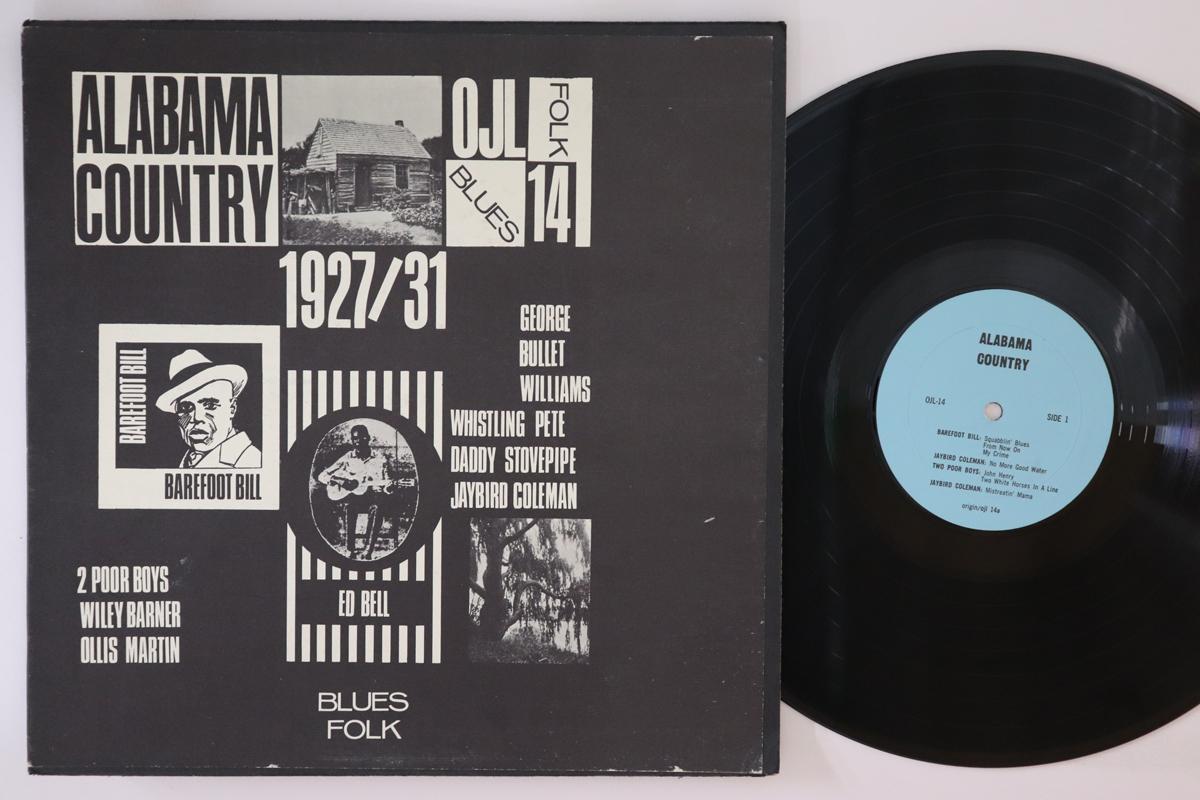 ALABAMA
COUNTRY
OJL
FOLK
BLUES
14
1927/31
BAREFOOT BILL
BAREFOOT BILL
GEORGE
BULLET
WILLIAMS
WHISTLING PETE
DADDY STOVEPIPE
JAYBIRD COLEMAN
ED BELL
2 POOR BOYS
WILEY BARNER
OLLIS MARTIN
BLUES
FOLK
ALABAMA
COUNTRY
OJL-14
SIDE 1
BAREFOOT BILL: Squabblin' Blues
From Now On
My Crime
JAYBIRD COLEMAN: No More Good Water
TWO POOR BOYS: John Henry
Two White Horses In A Line
JAYBIRD COLEMAN: Mistreatin' Mama
origin/ojl 14a